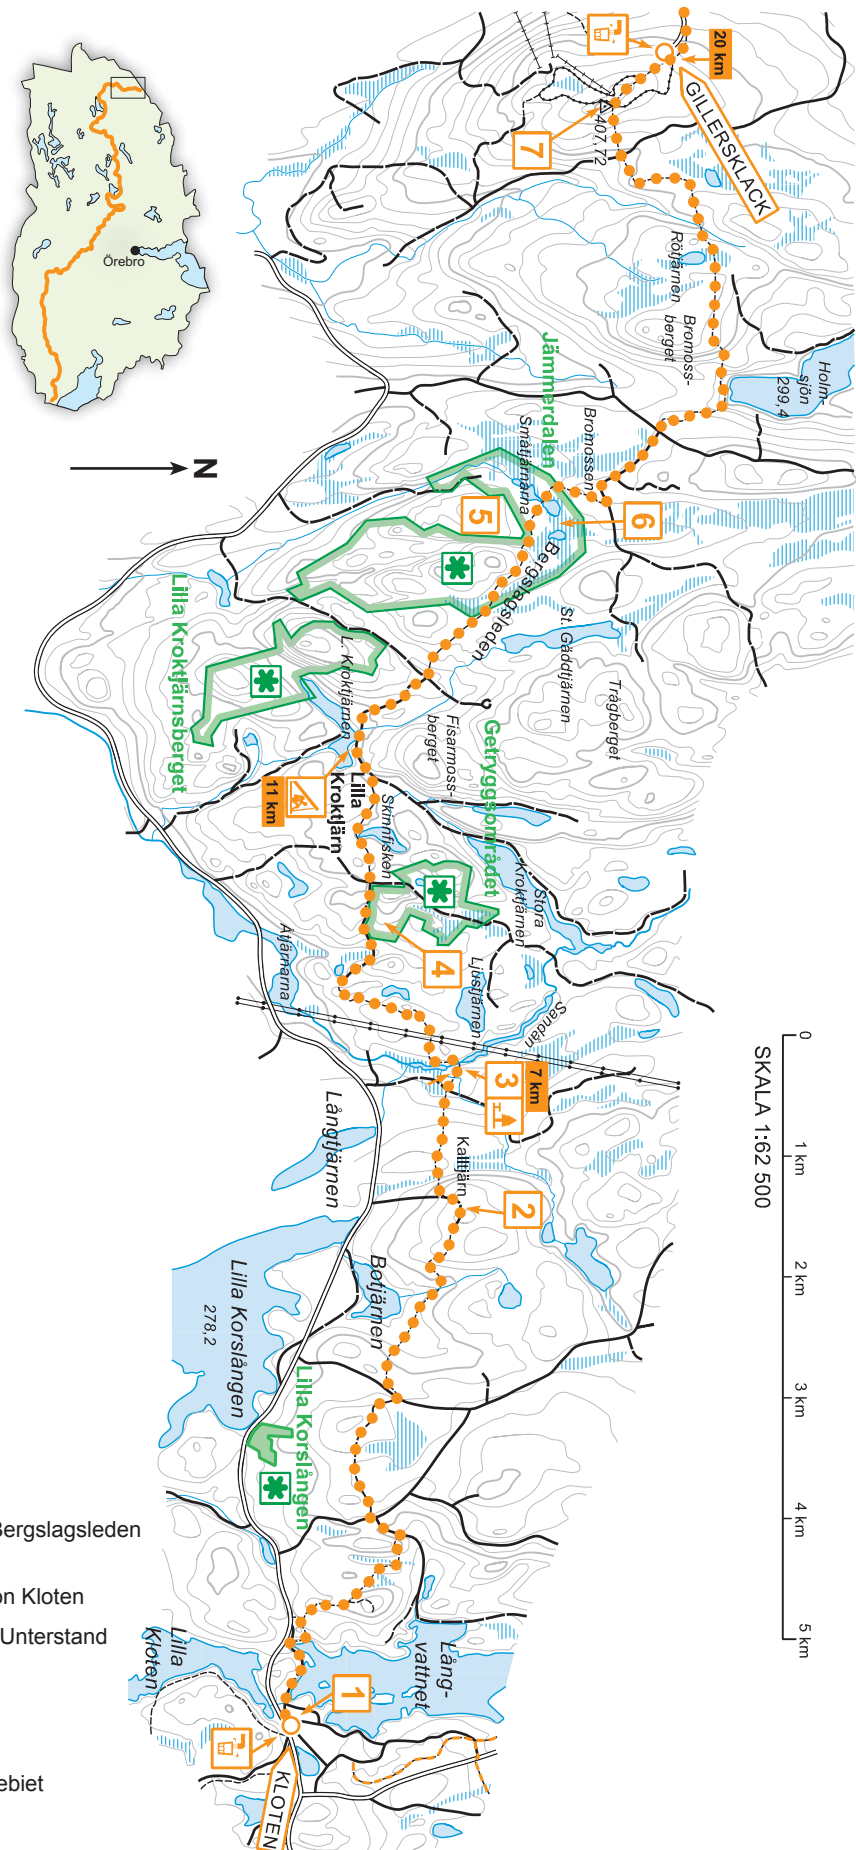 20 km
GILLERSKLACK
7
407,72
Rötjärnen
Bromoss-
berget
Holm-
sjön
299,4
Örebro
N
Jämmerdalen
Bromossen
Småtjärnarna
5
6
Bergslagsleden
St. Gäddtjärnen
Trågberget
Lilla Kroktjärnsberget
L. Kroktjärnen
Fisarmoss-
berget
Getryggsområdet
11 km
Lilla
Kroktjärn
Skinnfisken
Stora
Kroktjärnen
4
Ljustjärnen
Sandån
Åtjärnarna
7 km
3
SKALA 1:62 500
0
1 km
2 km
3 km
4 km
5 km
Långtjärnen
Kalltjärn
2
Botjärnen
Lilla Korslången
278,2
Lilla Korslången
Bergslagsleden
on Kloten
Unterstand
ebiet
Lilla
Kloten
Lång-
vattnet
1
KLOTEN